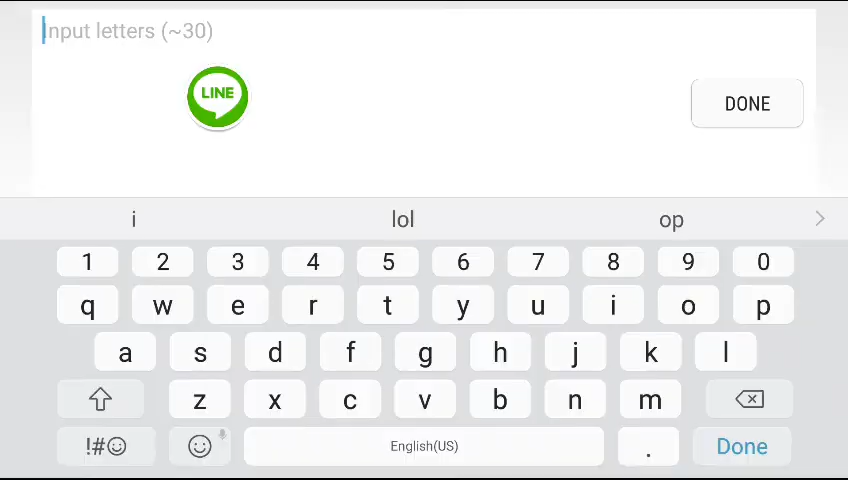 Input letters (~30)
LINE
DONE
i lol op
1 2 3 4 5 6 7 8 9 0
q w e r t y u i o p
a s d f g h j k l
z x c v b n m
!#☺ English(US) . Done